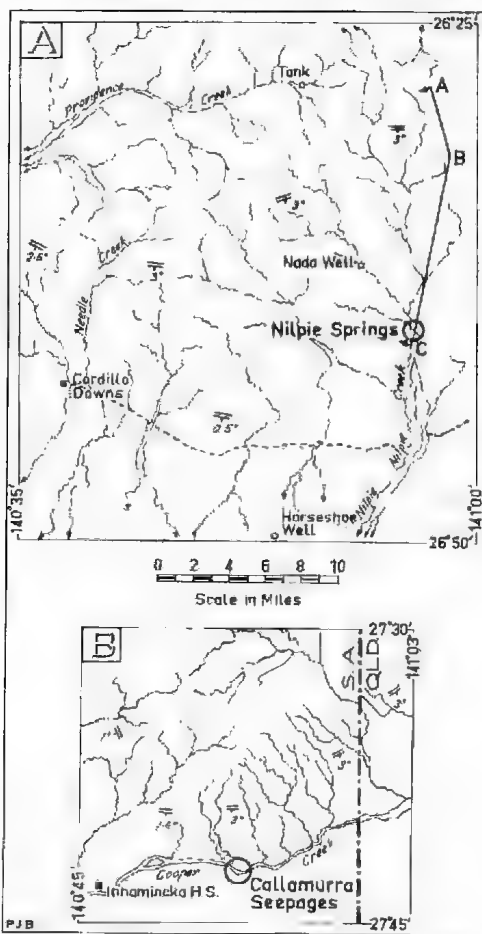 A
26°25'
Tank
A
Providence
Creek
3°
B
3°
2·5°
Creek
Nada Well
Needle
Nilpie Springs
C
Cordillo
Downs
Creek
0·5°
Nilpie
Nilpie
140°35'
Horseshoe
Well
141°00'
26°50'
0 2 4 6 8 10
Scale in Miles
B
27°30'
141°03'
S.A.
QLD.
3°
3°
2°
Cooper
Creek
140°45'
Innamincka H.S.
Callamurra
Seepages
PJB
27°45'